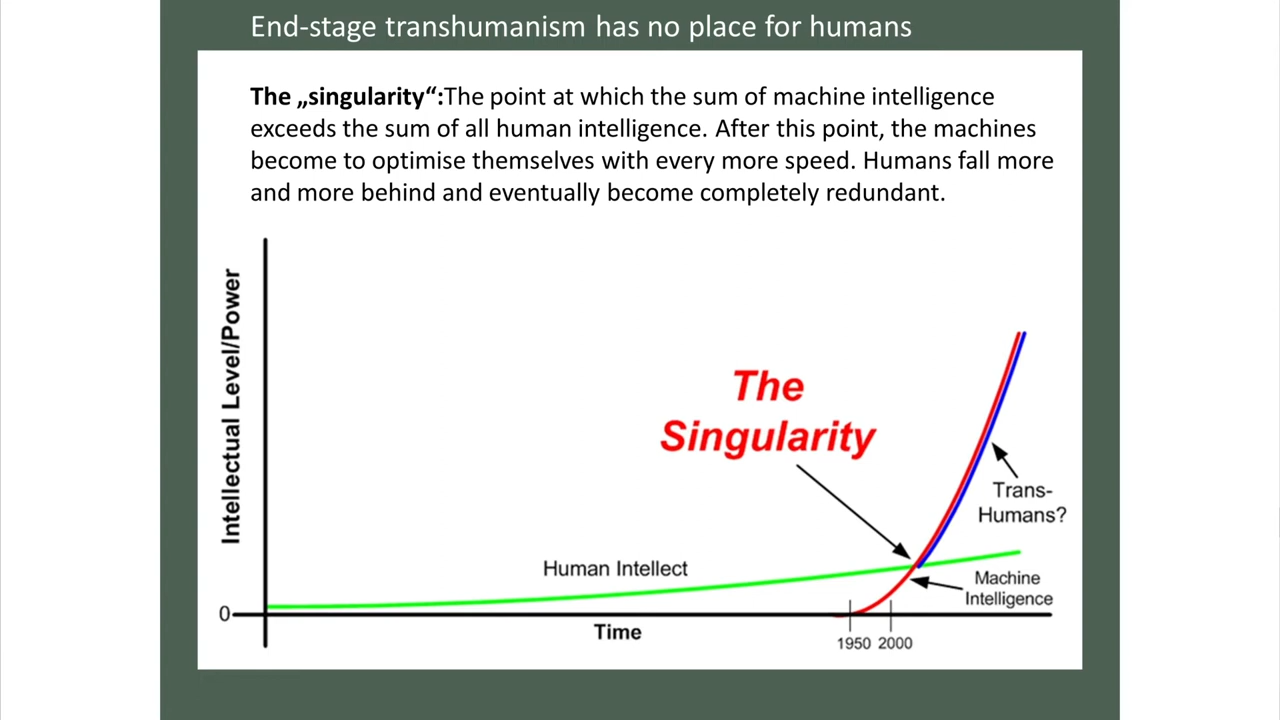 End-stage transhumanism has no place for humans
The „singularity“:The point at which the sum of machine intelligence
exceeds the sum of all human intelligence. After this point, the machines
become to optimise themselves with every more speed. Humans fall more
and more behind and eventually become completely redundant.
Intellectual Level/Power
The
Singularity
Trans-
Humans?
Human Intellect
Machine
Intelligence
0
Time
1950 2000